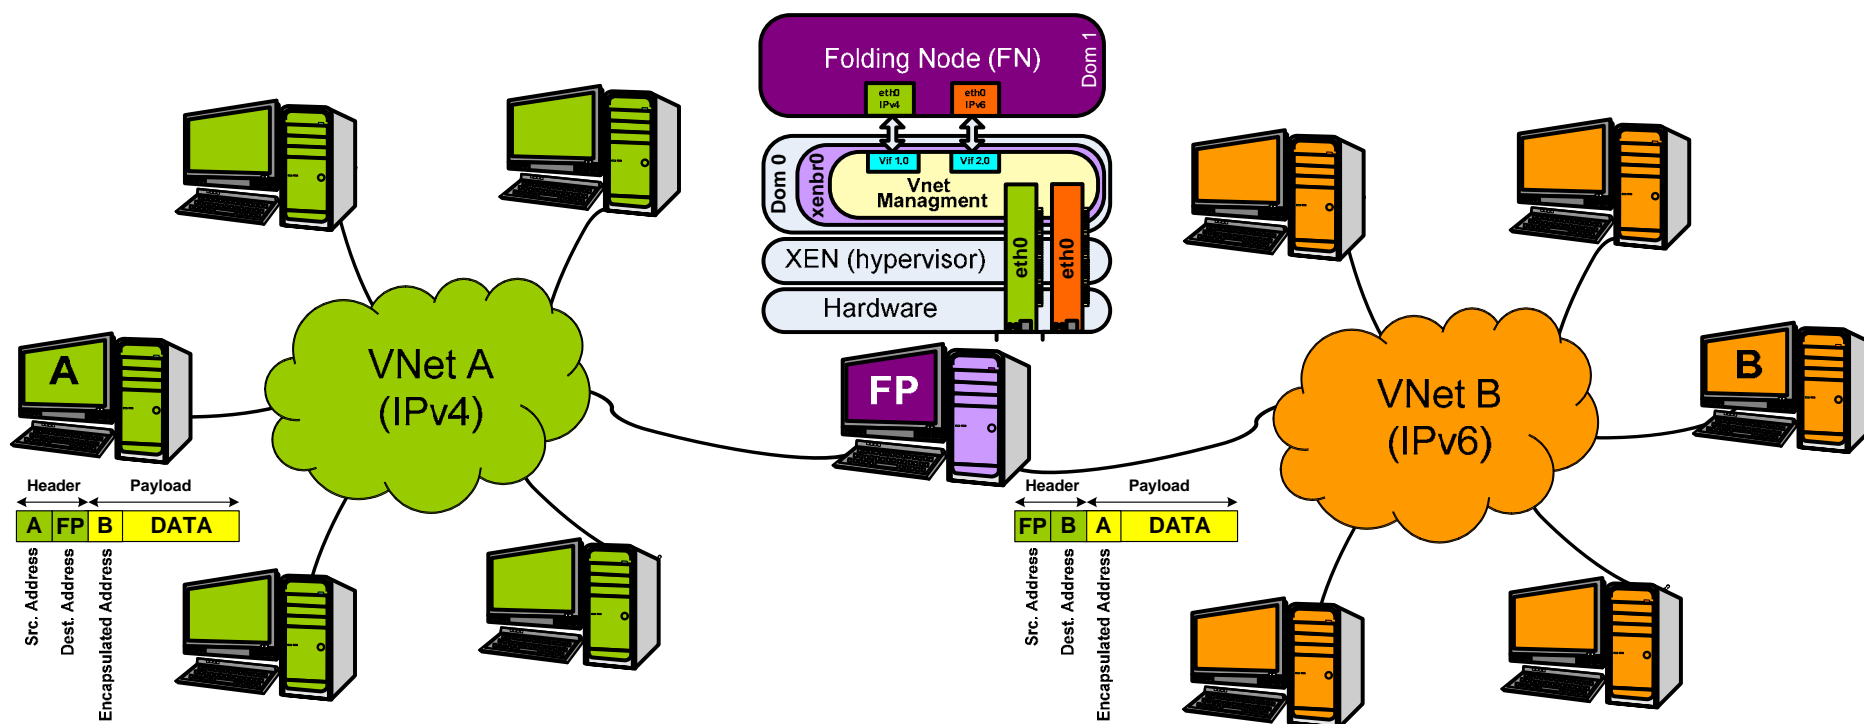 Folding Node (FN)
Dom 1
eth0
IPv4
eth0
IPv6
Dom 0
xenbr0
Vif 1.0
Vif 2.0
Vnet
Managment
XEN (hypervisor)
Hardware
eth0
eth0
A
VNet A
(IPv4)
FP
VNet B
(IPv6)
B
Header
Payload
A
FP
B
DATA
Src. Address
Dest. Address
Encapsulated Address
Header
Payload
FP
B
A
DATA
Src. Address
Dest. Address
Encapsulated Address